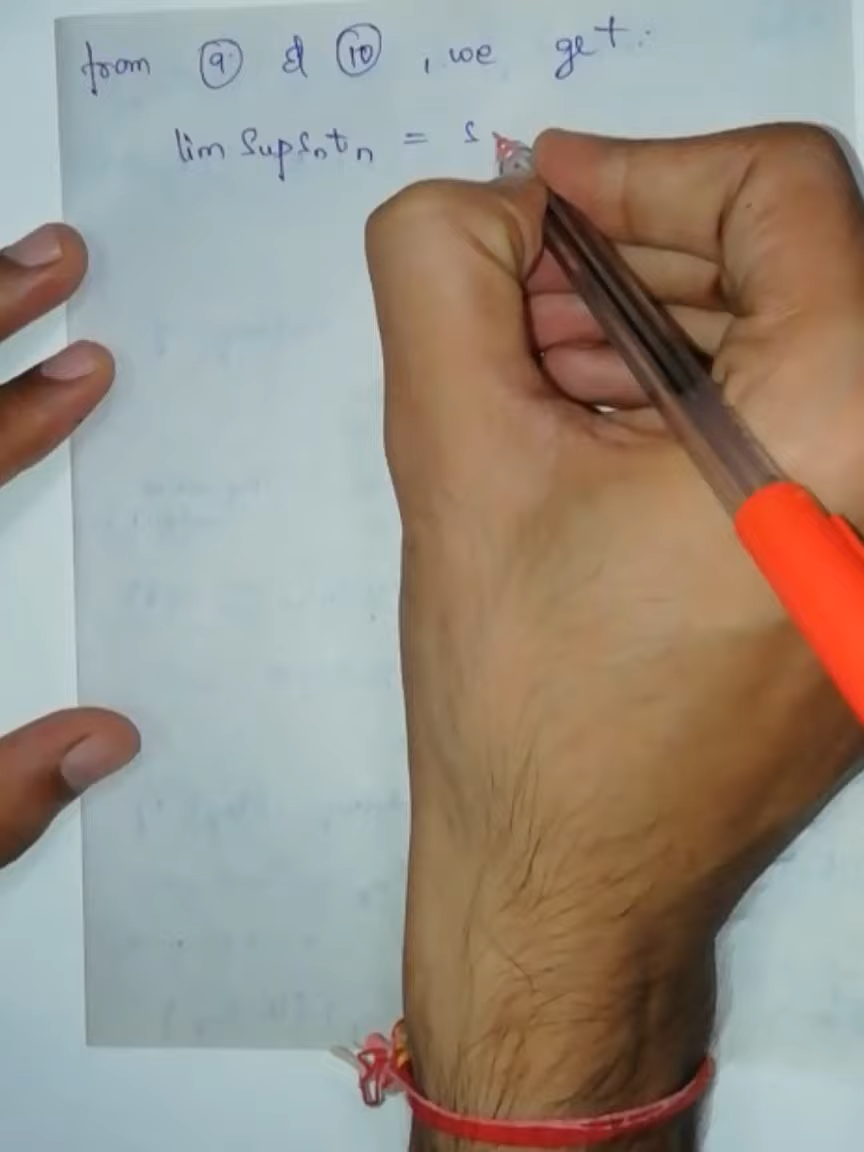 from ⑨ & ⑩, we get.
lim Sup Sₙtₙ = S